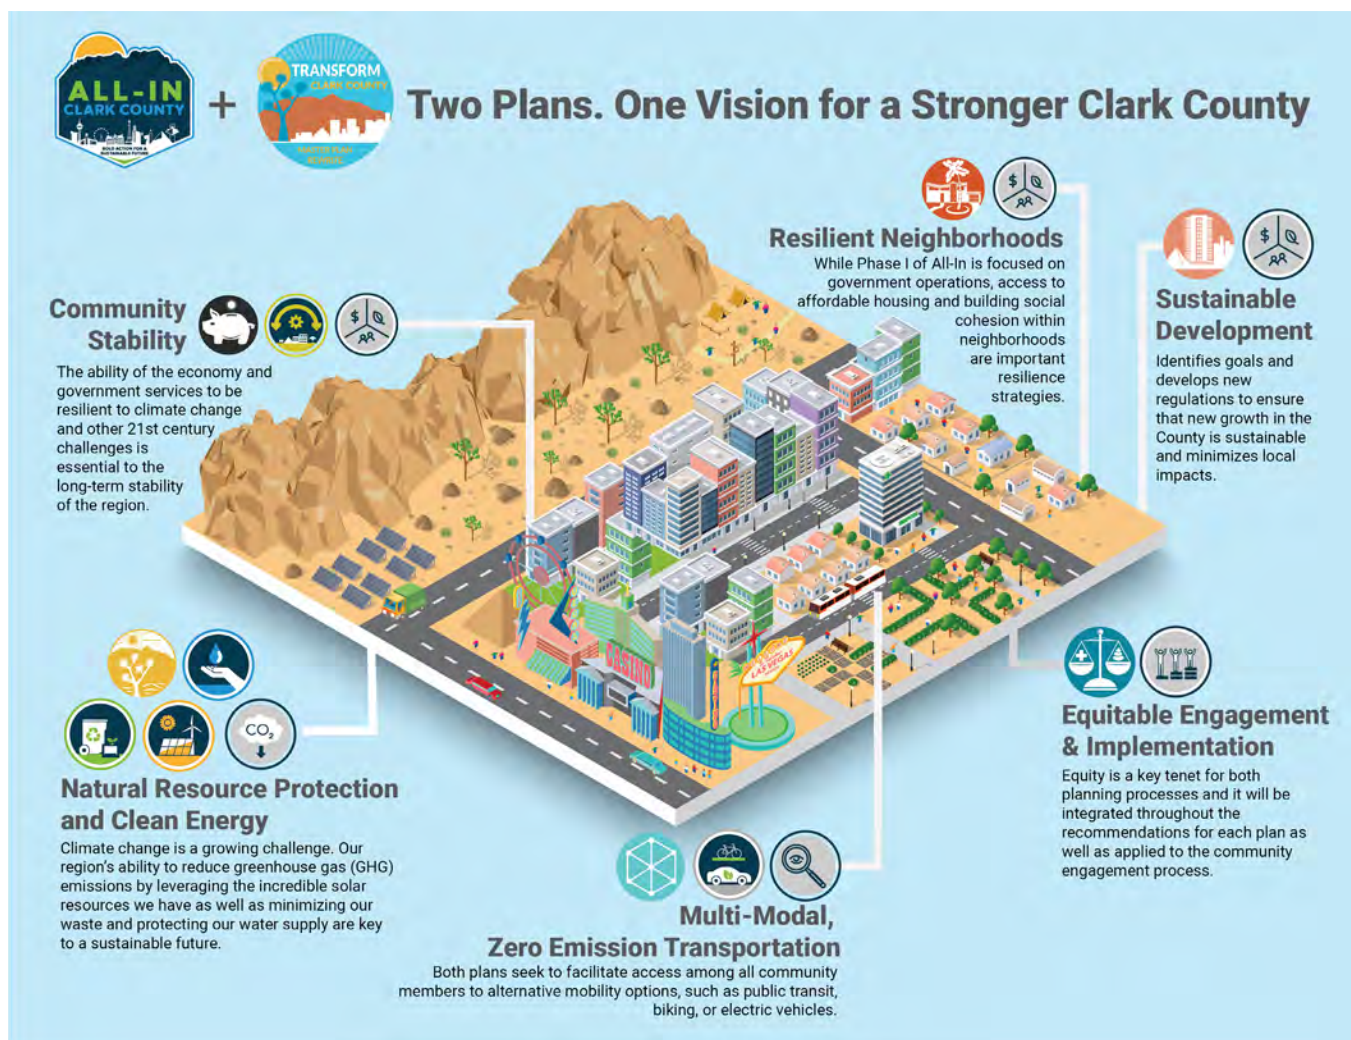 ALL-IN
CLARK COUNTY
BOLD ACTION FOR A
SUSTAINABLE FUTURE
+
TRANSFORM
CLARK COUNTY
MASTER PLAN
Two Plans. One Vision for a Stronger Clark County
Resilient Neighborhoods
While Phase I of All-In is focused on
government operations, access to
affordable housing and building social
cohesion within
neighborhoods
are important
resilience
strategies.
$
$
Sustainable
Development
Identifies goals and
develops new
regulations to ensure
that new growth in the
County is sustainable
and minimizes local
impacts.
Community
Stability
$
The ability of the economy and
government services to be
resilient to climate change
and other 21st century
challenges is
essential to the
long-term stability
of the region.
CASINO
LAS VEGAS
CO₂
Natural Resource Protection
and Clean Energy
Climate change is a growing challenge. Our
region's ability to reduce greenhouse gas (GHG)
emissions by leveraging the incredible solar
resources we have as well as minimizing our
waste and protecting our water supply are key
to a sustainable future.
Equitable Engagement
& Implementation
Equity is a key tenet for both
planning processes and it will be
integrated throughout the
recommendations for each plan as
well as applied to the community
engagement process.
Multi-Modal,
Zero Emission Transportation
Both plans seek to facilitate access among all community
members to alternative mobility options, such as public transit,
biking, or electric vehicles.